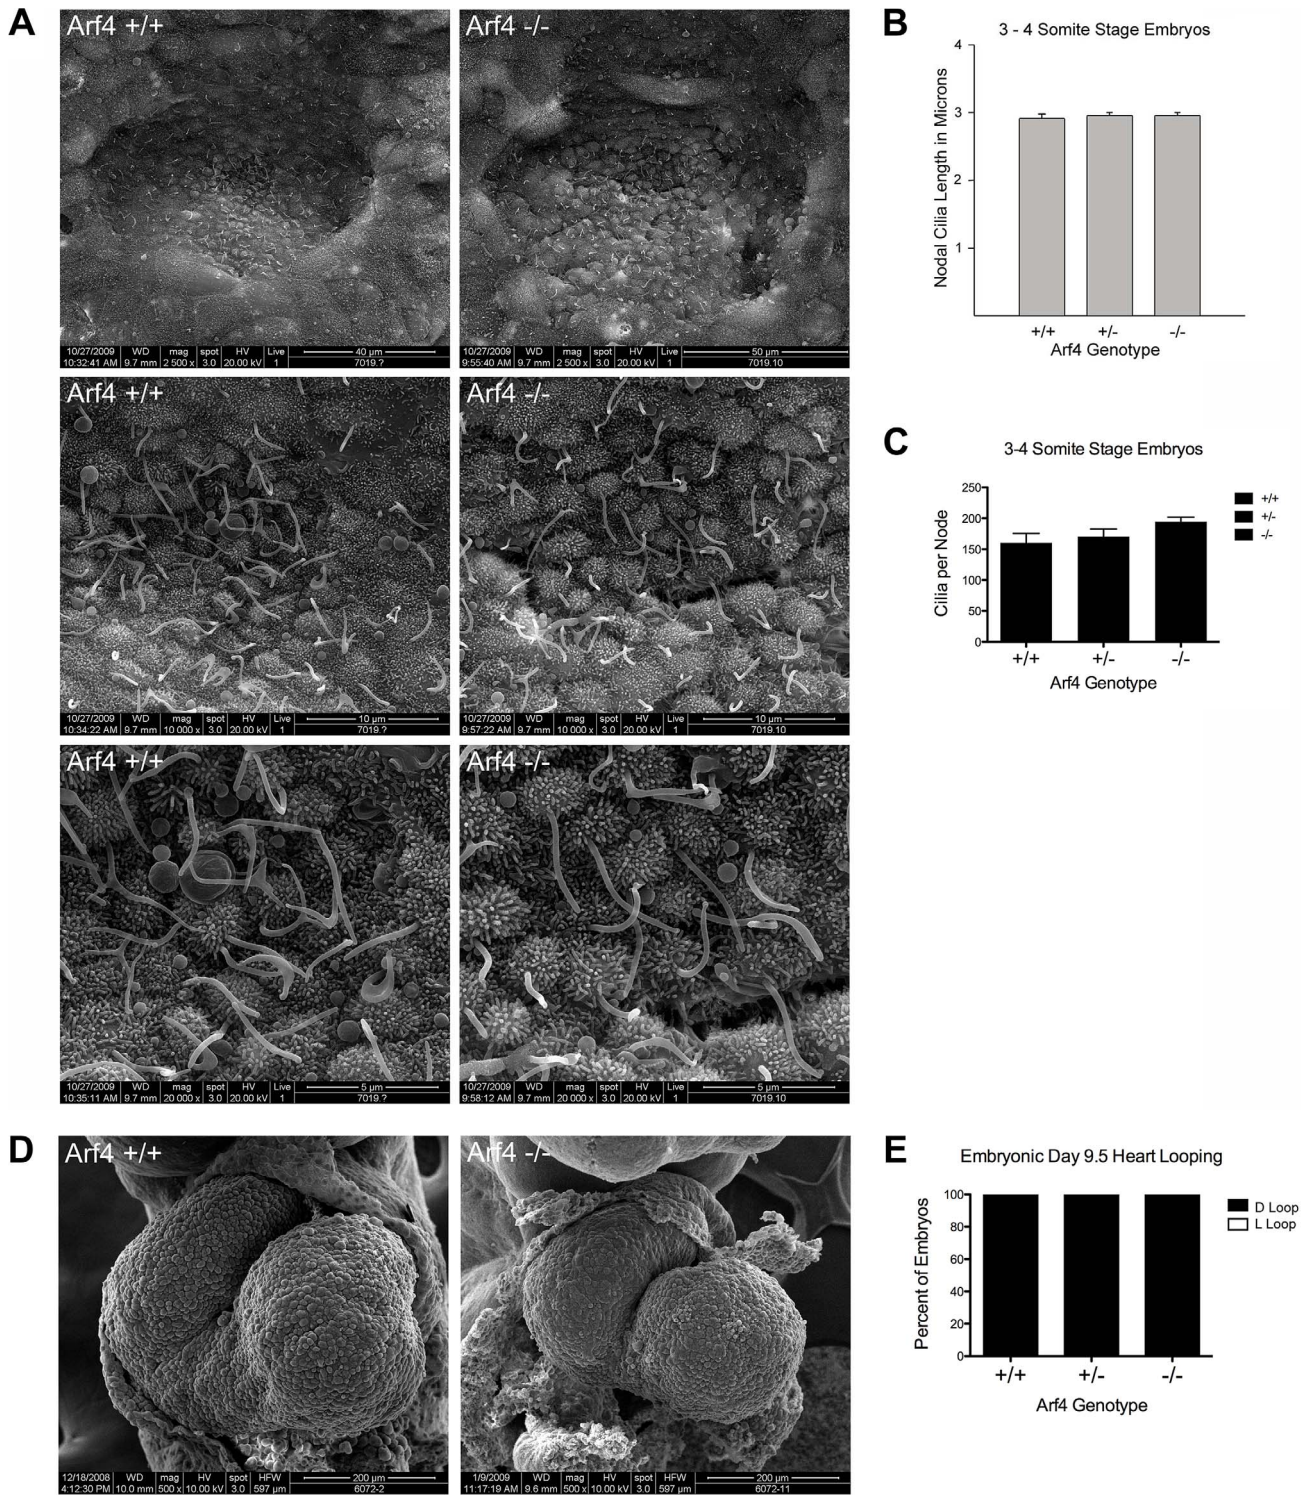 A
Arf4 +/+
10/27/2009 WD mag spot HV Live 40 µm
10:32:41 AM 9.7 mm 2 500 x 3.0 20.00 kV 1 7019.?
Arf4 -/-
10/27/2009 WD mag spot HV Live 50 µm
9:55:40 AM 9.7 mm 2 500 x 3.0 20.00 kV 1 7019.10
Arf4 +/+
10/27/2009 WD mag spot HV Live 10 µm
10:34:22 AM 9.7 mm 10 000 x 3.0 20.00 kV 1 7019.?
Arf4 -/-
10/27/2009 WD mag spot HV Live 10 µm
9:57:22 AM 9.7 mm 10 000 x 3.0 20.00 kV 1 7019.10
Arf4 +/+
10/27/2009 WD mag spot HV Live 5 µm
10:35:11 AM 9.7 mm 20 000 x 3.0 20.00 kV 1 7019.?
Arf4 -/-
10/27/2009 WD mag spot HV Live 5 µm
9:58:12 AM 9.7 mm 20 000 x 3.0 20.00 kV 1 7019.10
B
3 - 4 Somite Stage Embryos
Nodal Cilia Length in Microns
4
3
2
1
+/+ +/- -/-
Arf4 Genotype
C
3-4 Somite Stage Embryos
Cilia per Node
250
200
150
100
50
0
+/+ +/- -/-
Arf4 Genotype
+/+
+/-
-/-
D
Arf4 +/+
12/18/2008 WD mag HV spot HFW 200 µm
4:12:30 PM 10.0 mm 500 x 10.00 kV 3.0 597 µm 6072-2
Arf4 -/-
1/9/2009 WD mag HV spot HFW 200 µm
11:17:19 AM 9.6 mm 500 x 10.00 kV 3.0 597 µm 6072-11
E
Embryonic Day 9.5 Heart Looping
Percent of Embryos
100
80
60
40
20
0
+/+ +/- -/-
Arf4 Genotype
D Loop
L Loop